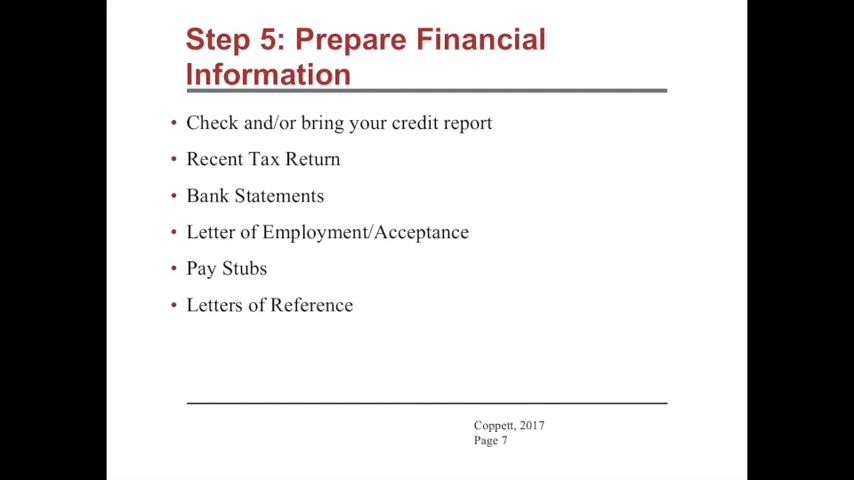 Step 5: Prepare Financial
Information
• Check and/or bring your credit report
• Recent Tax Return
• Bank Statements
• Letter of Employment/Acceptance
• Pay Stubs
• Letters of Reference
Coppett, 2017
Page 7